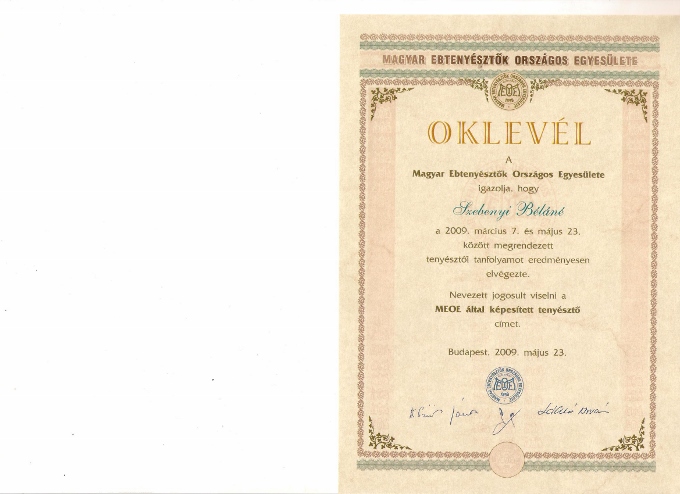 MAGYAR EBTENYÉSZTŐK ORSZÁGOS EGYESÜLETE
OKLEVÉL
A
Magyar Ebtenyésztők Országos Egyesülete
igazolja, hogy
Szebenyi Béláné
a 2009. március 7. és május 23.
között megrendezett
tenyésztői tanfolyamot eredményesen
elvégezte.
Nevezett jogosult viselni a
MEOE által képesített tenyésztő
címet.
Budapest, 2009. május 23.